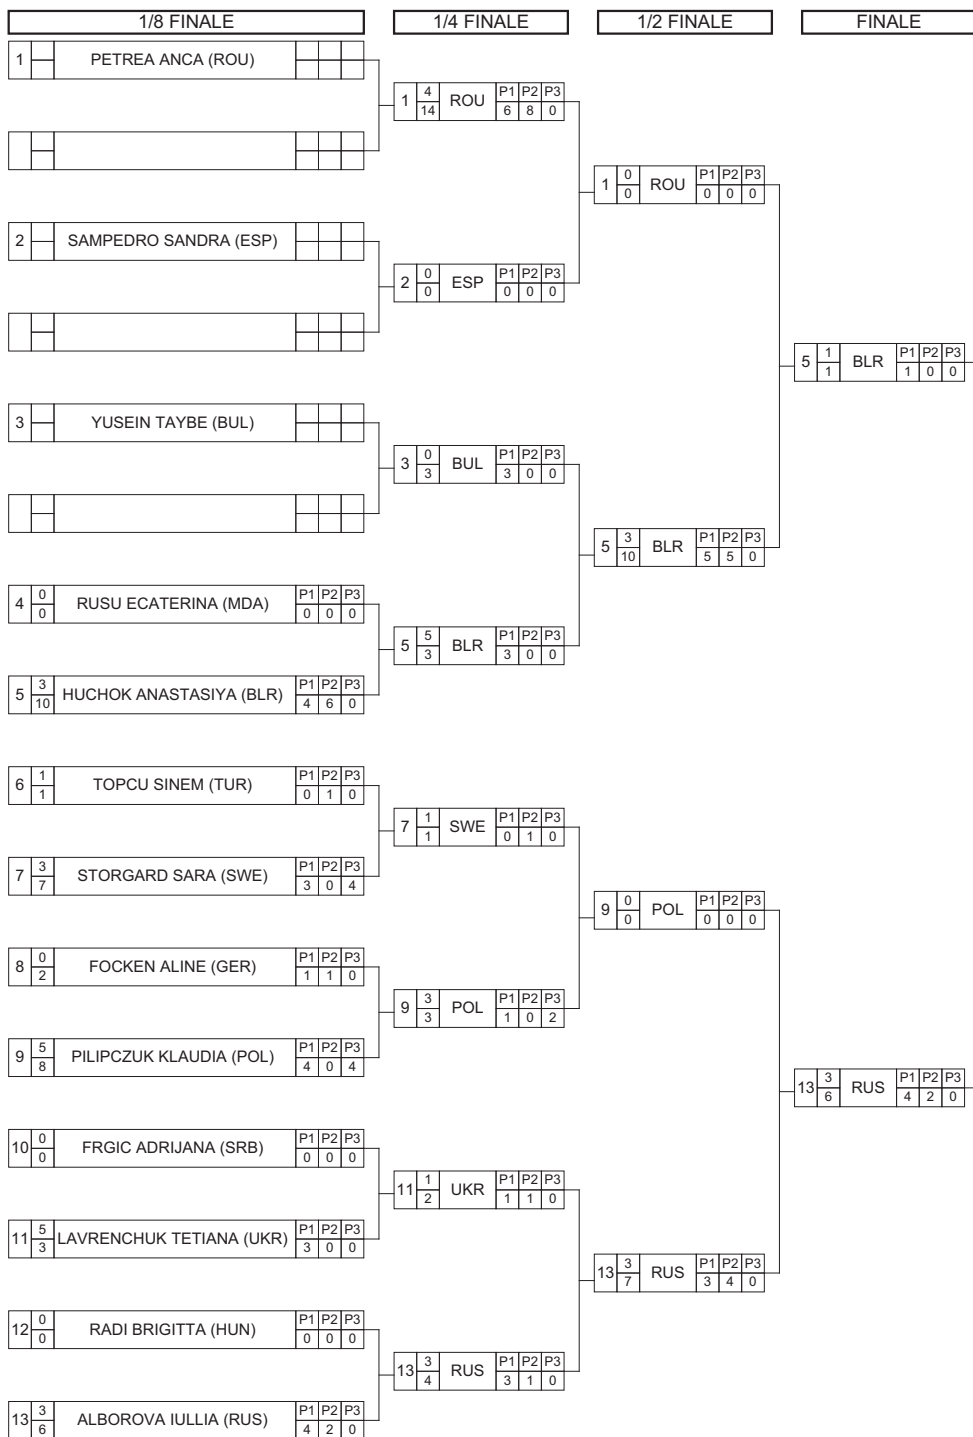 1/8 FINALE 1/4 FINALE 1/2 FINALE FINALE
1 PETREA ANCA (ROU)
1 4 14 ROU P1 P2 P3 6 8 0
1 0 0 ROU P1 P2 P3 0 0 0
2 SAMPEDRO SANDRA (ESP)
2 0 0 ESP P1 P2 P3 0 0 0
5 1 1 BLR P1 P2 P3 1 0 0
3 YUSEIN TAYBE (BUL)
3 0 3 BUL P1 P2 P3 3 0 0
5 3 10 BLR P1 P2 P3 5 5 0
4 0 0 RUSU ECATERINA (MDA) P1 P2 P3 0 0 0
5 5 3 BLR P1 P2 P3 3 0 0
5 3 10 HUCHOK ANASTASIYA (BLR) P1 P2 P3 4 6 0
6 1 1 TOPCU SINEM (TUR) P1 P2 P3 0 1 0
7 1 1 SWE P1 P2 P3 0 1 0
7 3 7 STORGARD SARA (SWE) P1 P2 P3 3 0 4
9 0 0 POL P1 P2 P3 0 0 0
8 0 2 FOCKEN ALINE (GER) P1 P2 P3 1 1 0
9 3 3 POL P1 P2 P3 1 0 2
9 5 8 PILIPCZUK KLAUDIA (POL) P1 P2 P3 4 0 4
13 3 6 RUS P1 P2 P3 4 2 0
10 0 0 FRGIC ADRIJANA (SRB) P1 P2 P3 0 0 0
11 1 2 UKR P1 P2 P3 1 1 0
11 5 3 LAVRENCHUK TETIANA (UKR) P1 P2 P3 3 0 0
13 3 7 RUS P1 P2 P3 3 4 0
12 0 0 RADI BRIGITTA (HUN) P1 P2 P3 0 0 0
13 3 4 RUS P1 P2 P3 3 1 0
13 3 6 ALBOROVA IULLIA (RUS) P1 P2 P3 4 2 0